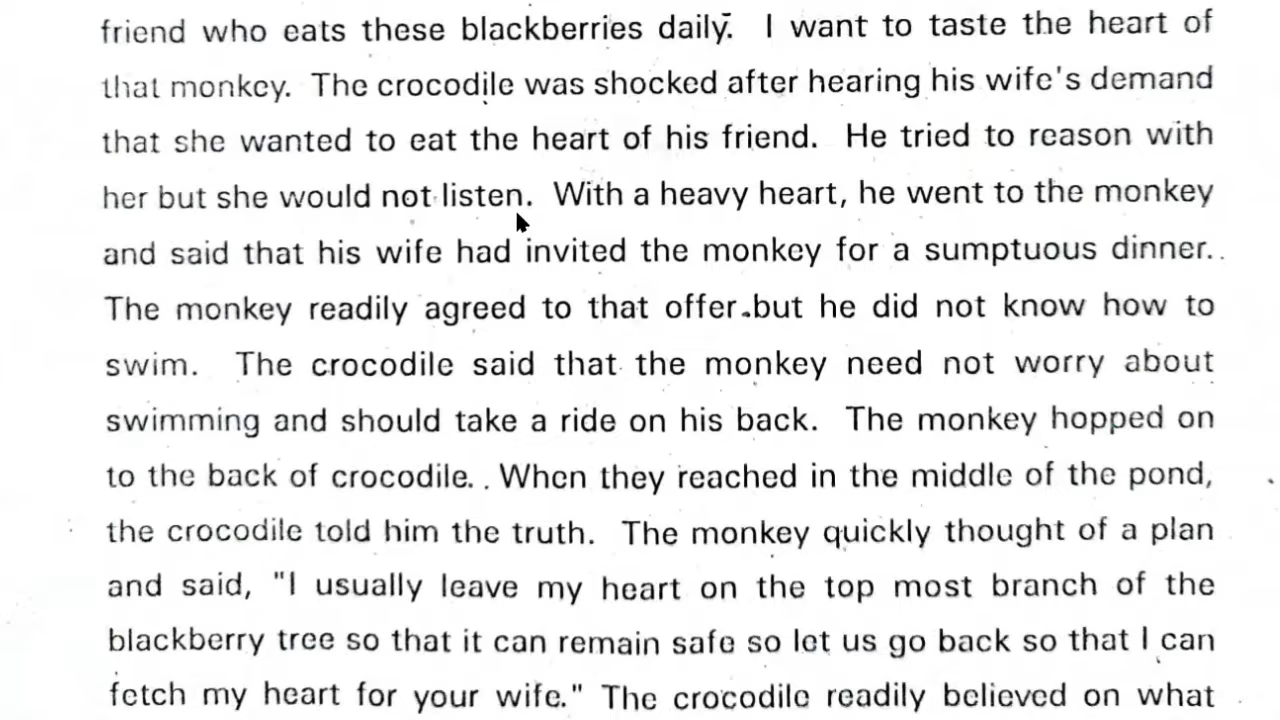 friend who eats these blackberries daily. I want to taste the heart of
that monkey. The crocodile was shocked after hearing his wife's demand
that she wanted to eat the heart of his friend. He tried to reason with
her but she would not listen. With a heavy heart, he went to the monkey
and said that his wife had invited the monkey for a sumptuous dinner.
The monkey readily agreed to that offer but he did not know how to
swim. The crocodile said that the monkey need not worry about
swimming and should take a ride on his back. The monkey hopped on
to the back of crocodile. When they reached in the middle of the pond,
the crocodile told him the truth. The monkey quickly thought of a plan
and said, "I usually leave my heart on the top most branch of the
blackberry tree so that it can remain safe so let us go back so that I can
fetch my heart for your wife." The crocodile readily believed on what